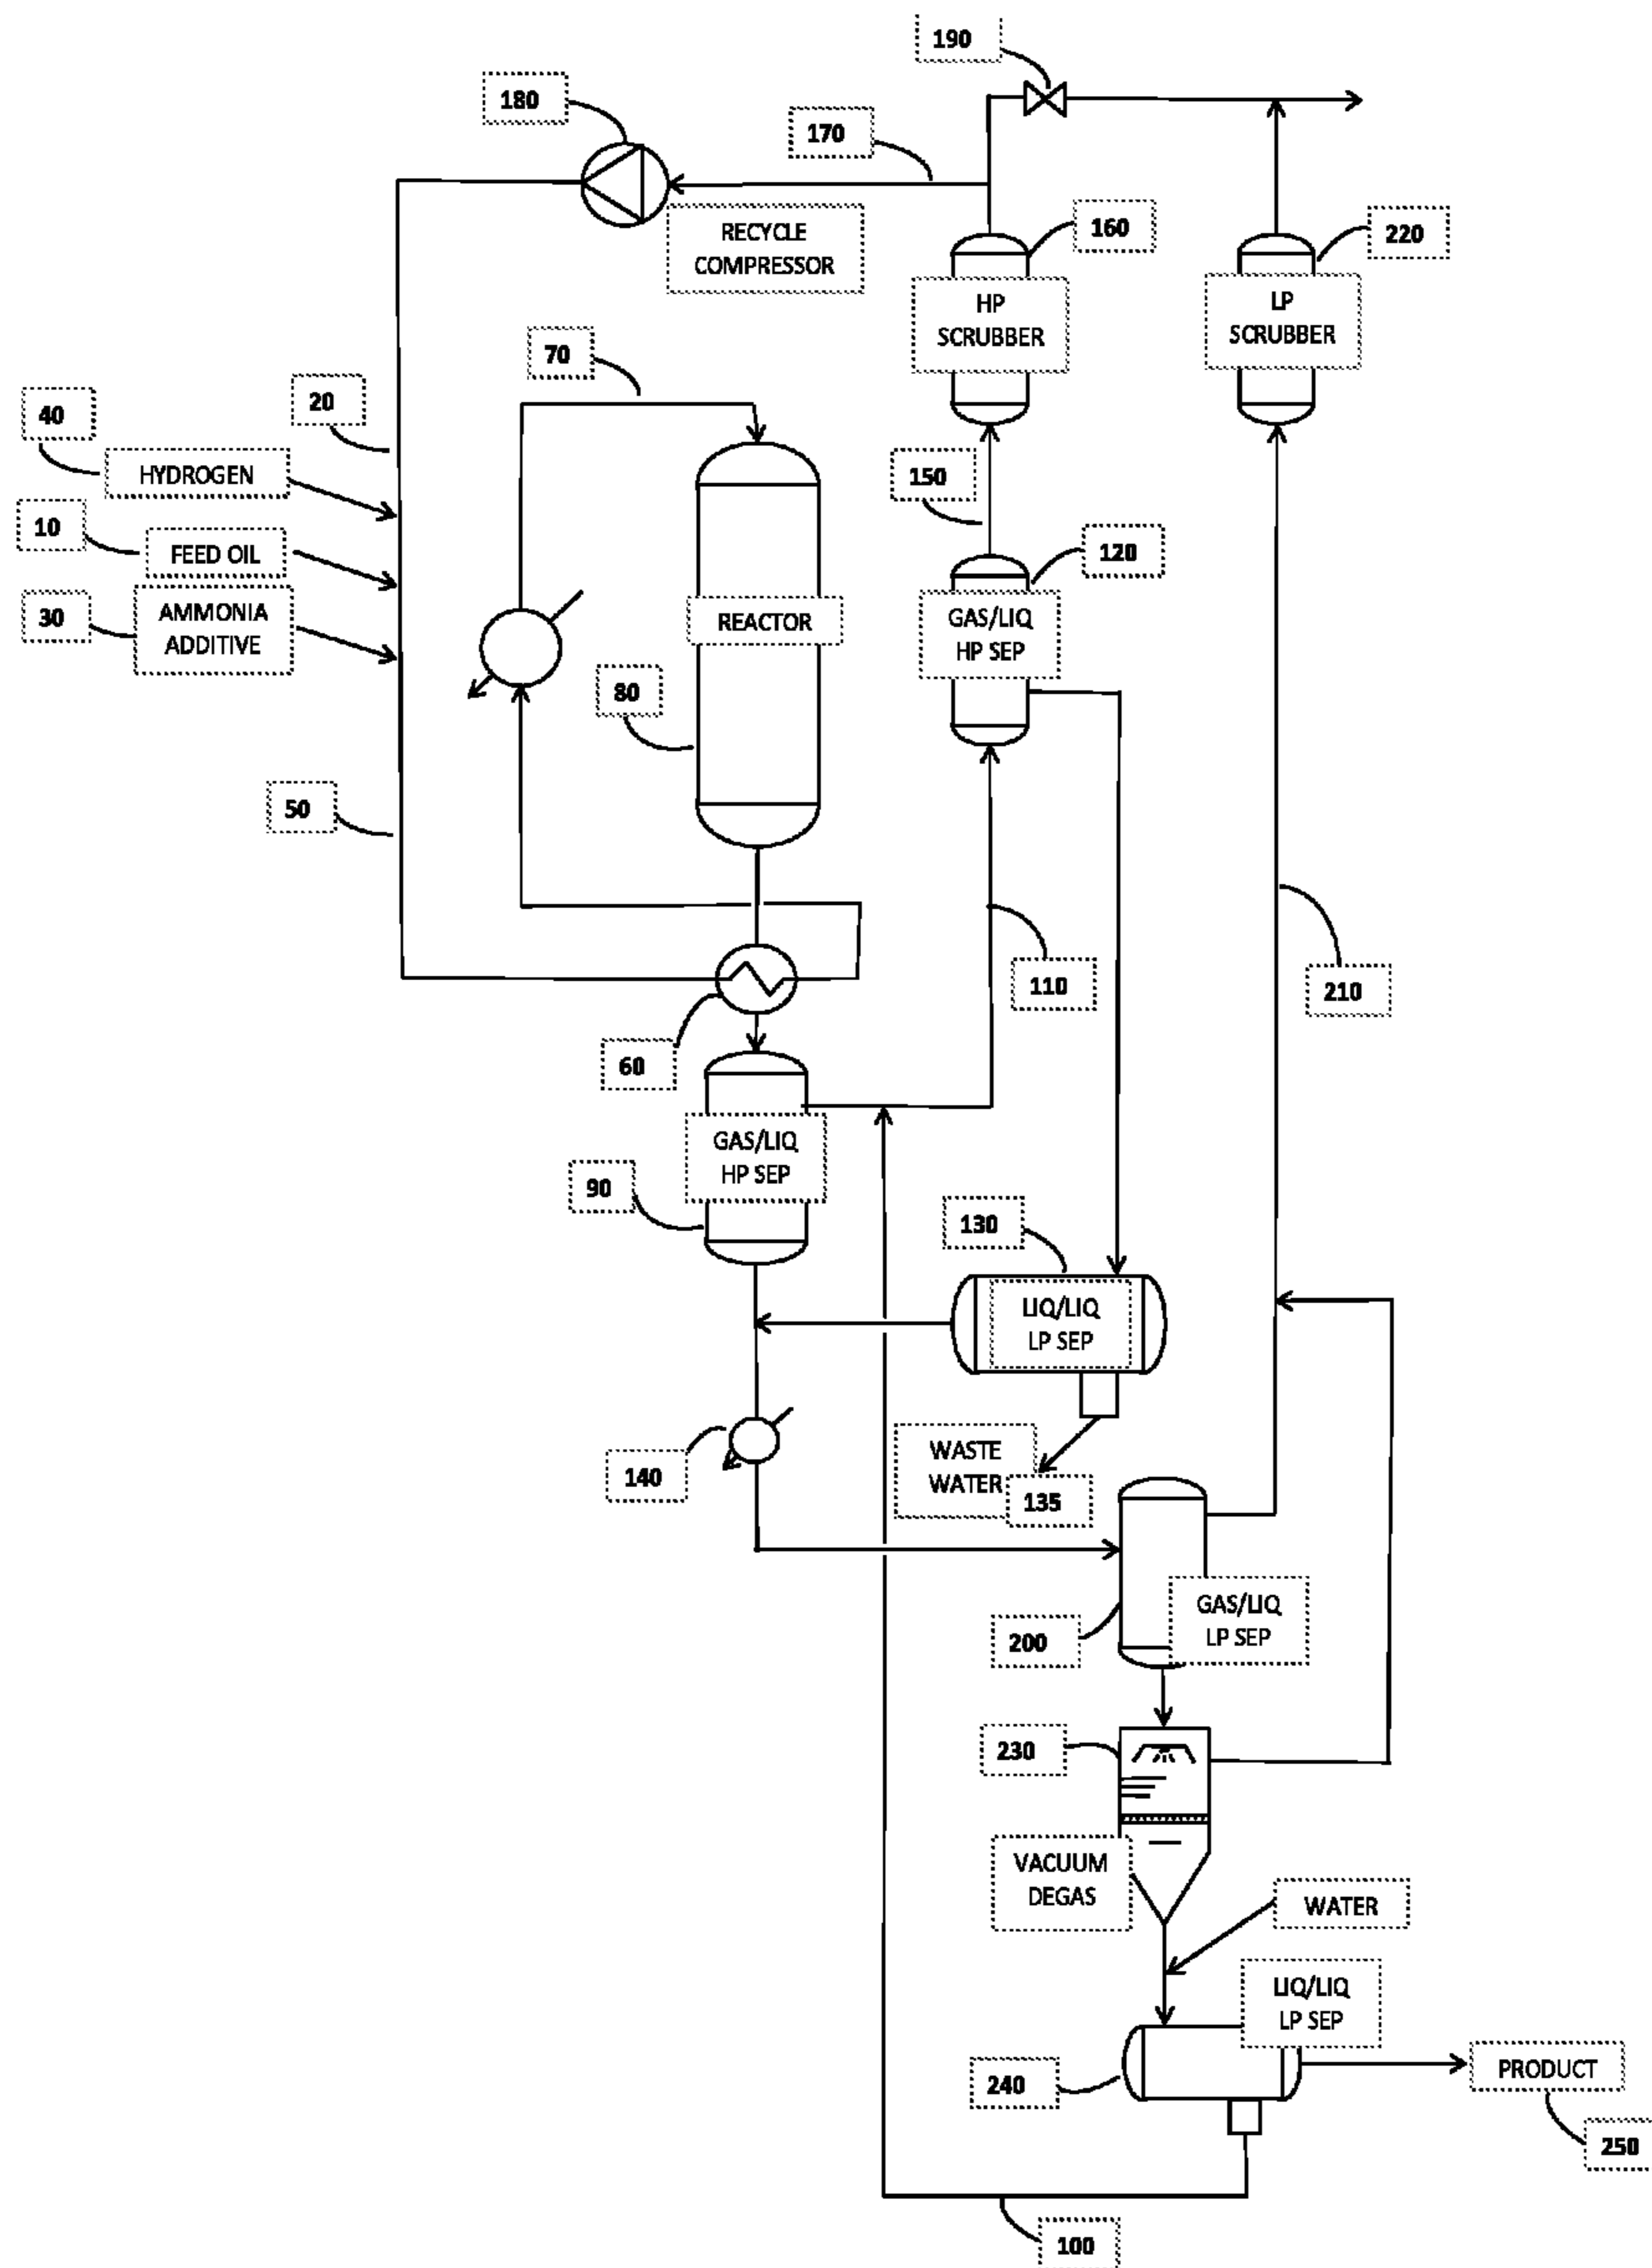 190
180
170
RECYCLE
COMPRESSOR
160
220
HP
SCRUBBER
LP
SCRUBBER
70
20
40
HYDROGEN
150
10
FEED OIL
120
30
AMMONIA
ADDITIVE
REACTOR
GAS/LIQ
HP SEP
80
50
110
210
60
GAS/LIQ
HP SEP
90
130
LIQ/LIQ
LP SEP
140
WASTE
WATER
135
200
GAS/LIQ
LP SEP
230
VACUUM
DEGAS
WATER
LIQ/LIQ
LP SEP
240
PRODUCT
250
100